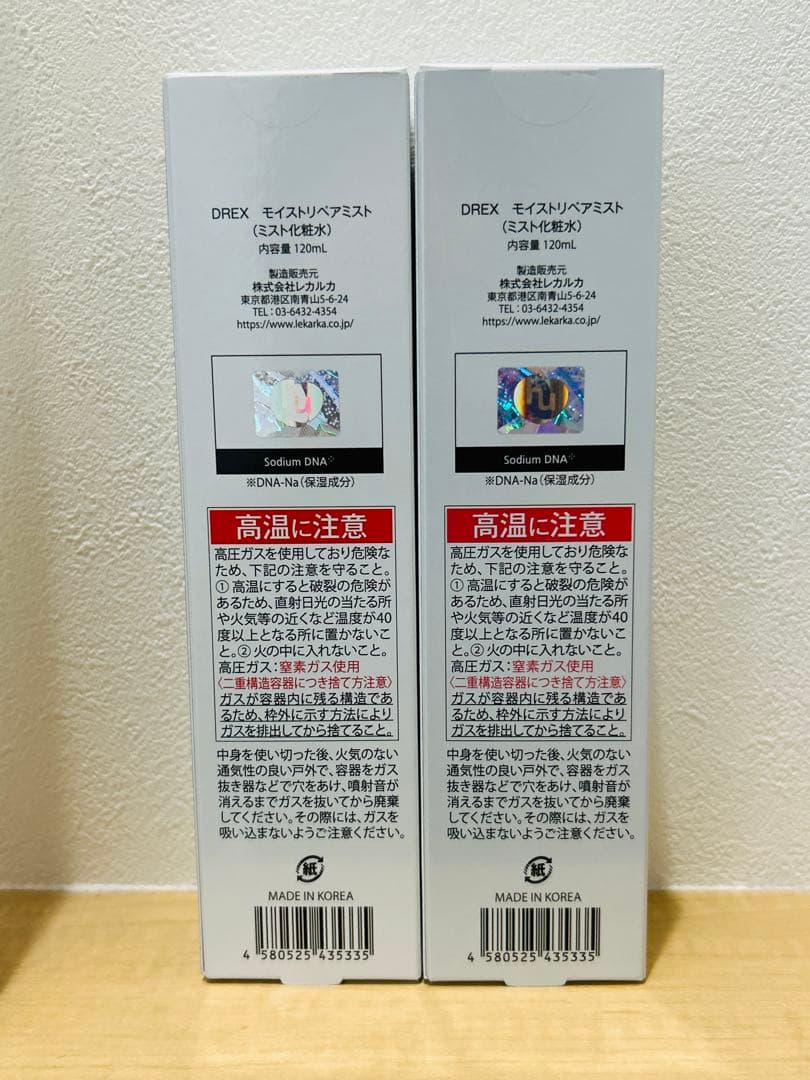 DREX モイストリペアミスト
（ミスト化粧水）
内容量 120mL
製造販売元
株式会社レカルカ
東京都港区南青山5-6-24
TEL：03-6432-4354
https://www.lekarka.co.jp/
hu
Sodium DNA
※DNA-Na（保湿成分）
高温に注意
高圧ガスを使用しており危険な
ため、下記の注意を守ること。
① 高温にすると破裂の危険が
あるため、直射日光の当たる所
や火気等の近くなど温度が40
度以上となる所に置かないこ
と。② 火の中に入れないこと。
高圧ガス：窒素ガス使用
〈二重構造容器につき捨て方注意〉
ガスが容器内に残る構造であ
るため、枠外に示す方法により
ガスを排出してから捨てること。
中身を使い切った後、火気のない
通気性の良い戸外で、容器をガス
抜き器などで穴をあけ、噴射音が
消えるまでガスを抜いてから廃棄
してください。その際には、ガスを
吸い込まないようご注意ください。
紙
MADE IN KOREA
4 580525 435335
DREX モイストリペアミスト
（ミスト化粧水）
内容量 120mL
製造販売元
株式会社レカルカ
東京都港区南青山5-6-24
TEL：03-6432-4354
https://www.lekarka.co.jp/
hu
Sodium DNA
※DNA-Na（保湿成分）
高温に注意
高圧ガスを使用しており危険な
ため、下記の注意を守ること。
① 高温にすると破裂の危険が
あるため、直射日光の当たる所
や火気等の近くなど温度が40
度以上となる所に置かないこ
と。② 火の中に入れないこと。
高圧ガス：窒素ガス使用
〈二重構造容器につき捨て方注意〉
ガスが容器内に残る構造であ
るため、枠外に示す方法により
ガスを排出してから捨てること。
中身を使い切った後、火気のない
通気性の良い戸外で、容器をガス
抜き器などで穴をあけ、噴射音が
消えるまでガスを抜いてから廃棄
してください。その際には、ガスを
吸い込まないようご注意ください。
紙
MADE IN KOREA
4 580525 435335